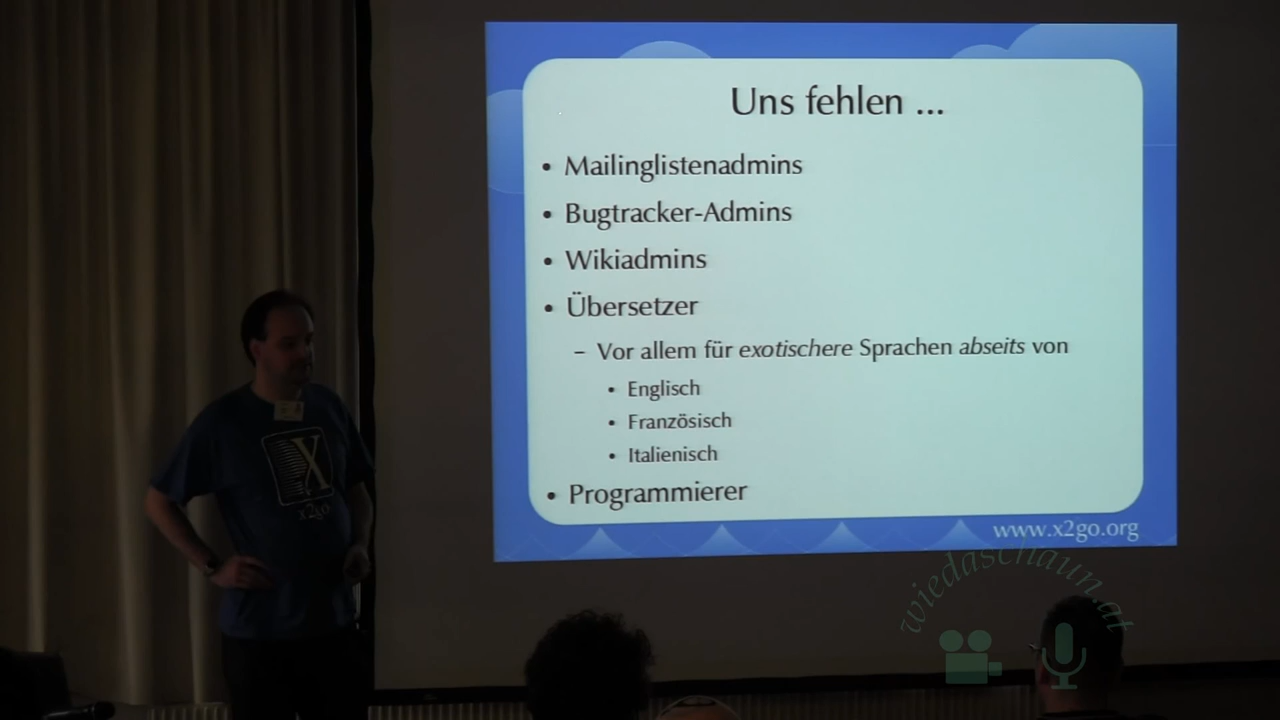 Uns fehlen ...
• Mailinglistenadmins
• Bugtracker-Admins
• Wikiadmins
• Übersetzer
– Vor allem für exotischere Sprachen abseits von
• Englisch
• Französisch
• Italienisch
• Programmierer
www.x2go.org
X
x2go
wiedaschaun.at